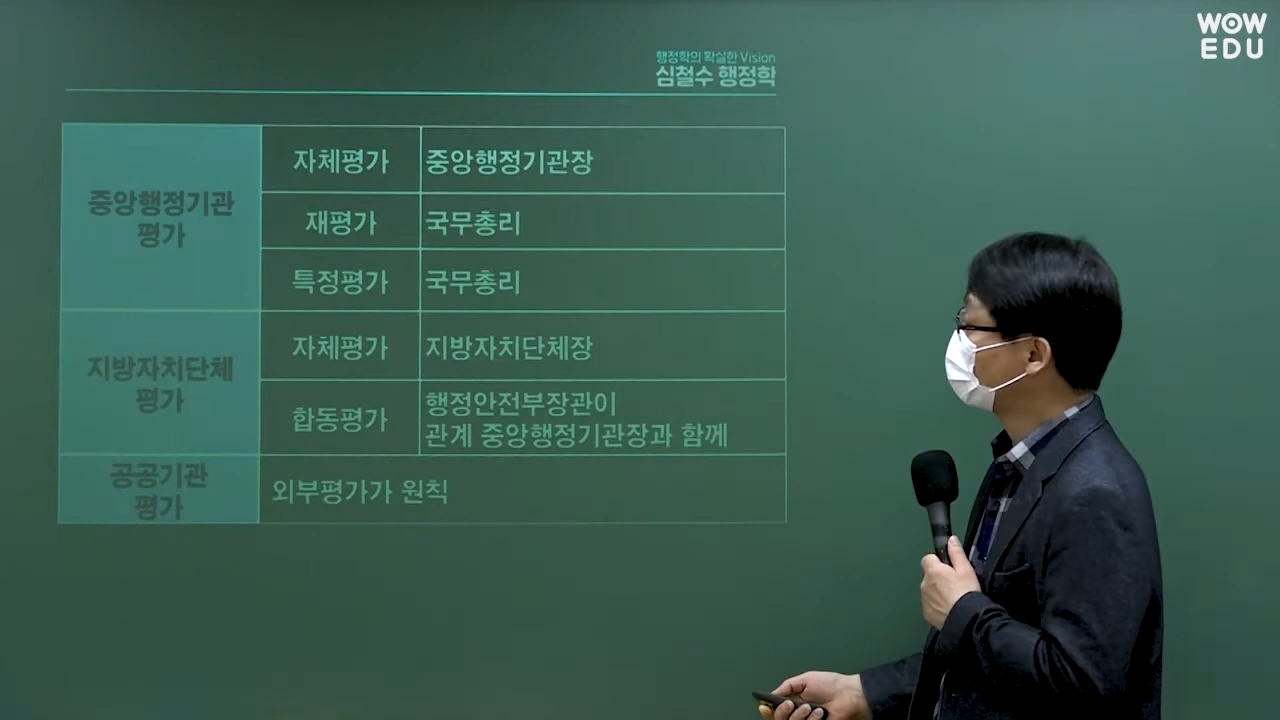 WOW
EDU
행정학의 확실한 Vision
심철수 행정학
중앙행정기관
평가
자체평가
중앙행정기관장
재평가
국무총리
특정평가
국무총리
지방자치단체
평가
자체평가
지방자치단체장
합동평가
행정안전부장관이
관계 중앙행정기관장과 함께
공공기관
평가
외부평가가 원칙